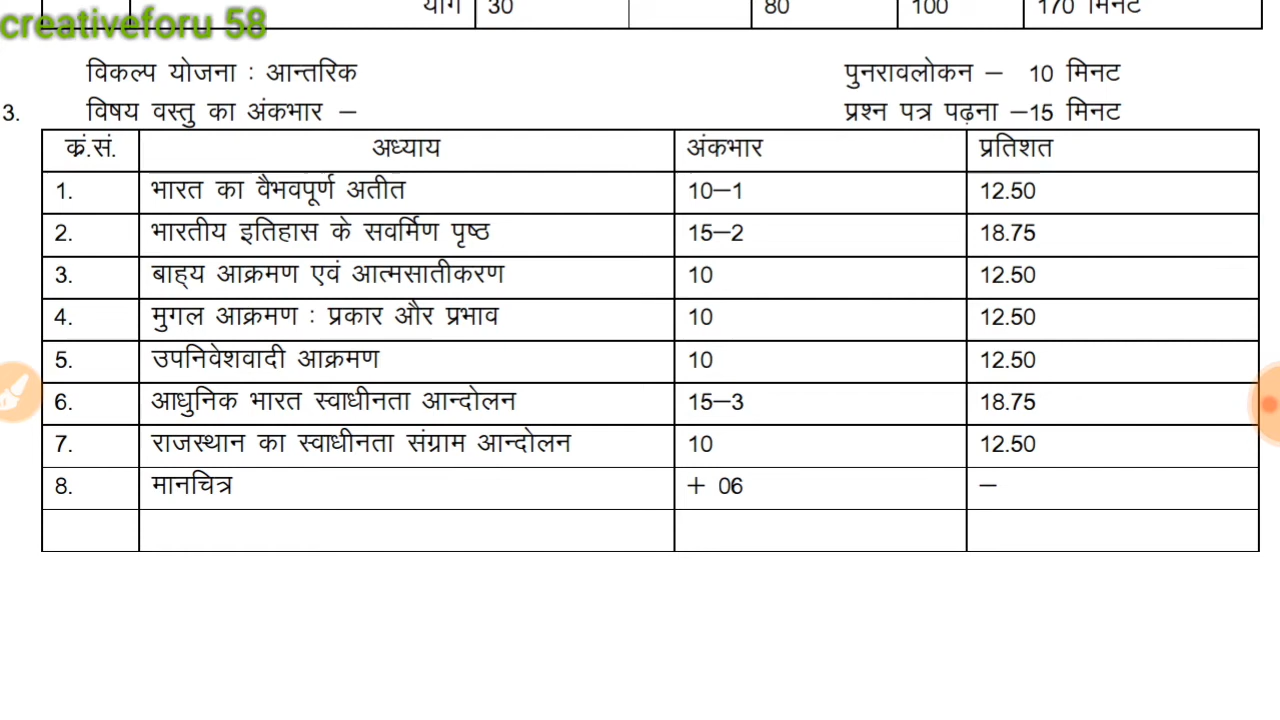 योग 30 80 100 170 मिनट
creativeforu 58
विकल्प योजना : आन्तरिक पुनरावलोकन – 10 मिनट
3. विषय वस्तु का अंकभार – प्रश्न पत्र पढ़ना –15 मिनट
क्रं.सं. अध्याय अंकभार प्रतिशत
1. भारत का वैभवपूर्ण अतीत 10–1 12.50
2. भारतीय इतिहास के सवर्मिण पृष्ठ 15–2 18.75
3. बाह्य आक्रमण एवं आत्मसातीकरण 10 12.50
4. मुगल आक्रमण : प्रकार और प्रभाव 10 12.50
5. उपनिवेशवादी आक्रमण 10 12.50
6. आधुनिक भारत स्वाधीनता आन्दोलन 15–3 18.75
7. राजस्थान का स्वाधीनता संग्राम आन्दोलन 10 12.50
8. मानचित्र + 06 –